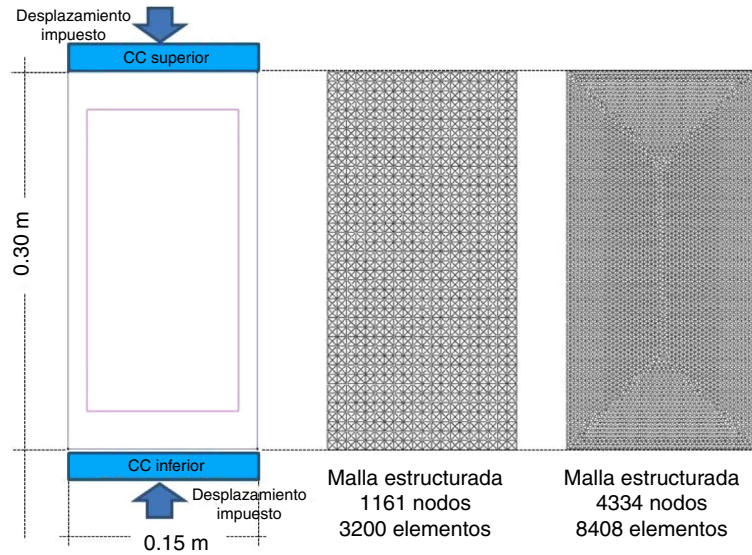 Desplazamiento
impuesto
CC superior
0.30 m
CC inferior
Desplazamiento
impuesto
0.15 m
Malla estructurada
1161 nodos
3200 elementos
Malla estructurada
4334 nodos
8408 elementos